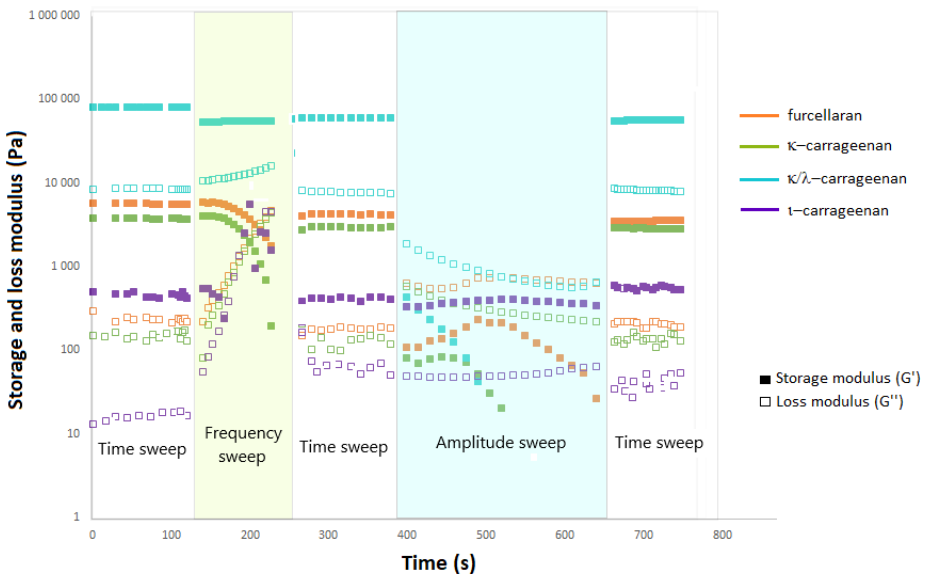 1 000 000
100 000
10 000
1 000
100
10
1
Storage and loss modulus (Pa)
Time sweep
Frequency
sweep
Time sweep
Amplitude sweep
Time sweep
0
100
200
300
400
500
600
700
800
Time (s)
furcellaran
κ–carrageenan
κ/λ–carrageenan
ι–carrageenan
Storage modulus (G')
Loss modulus (G'')